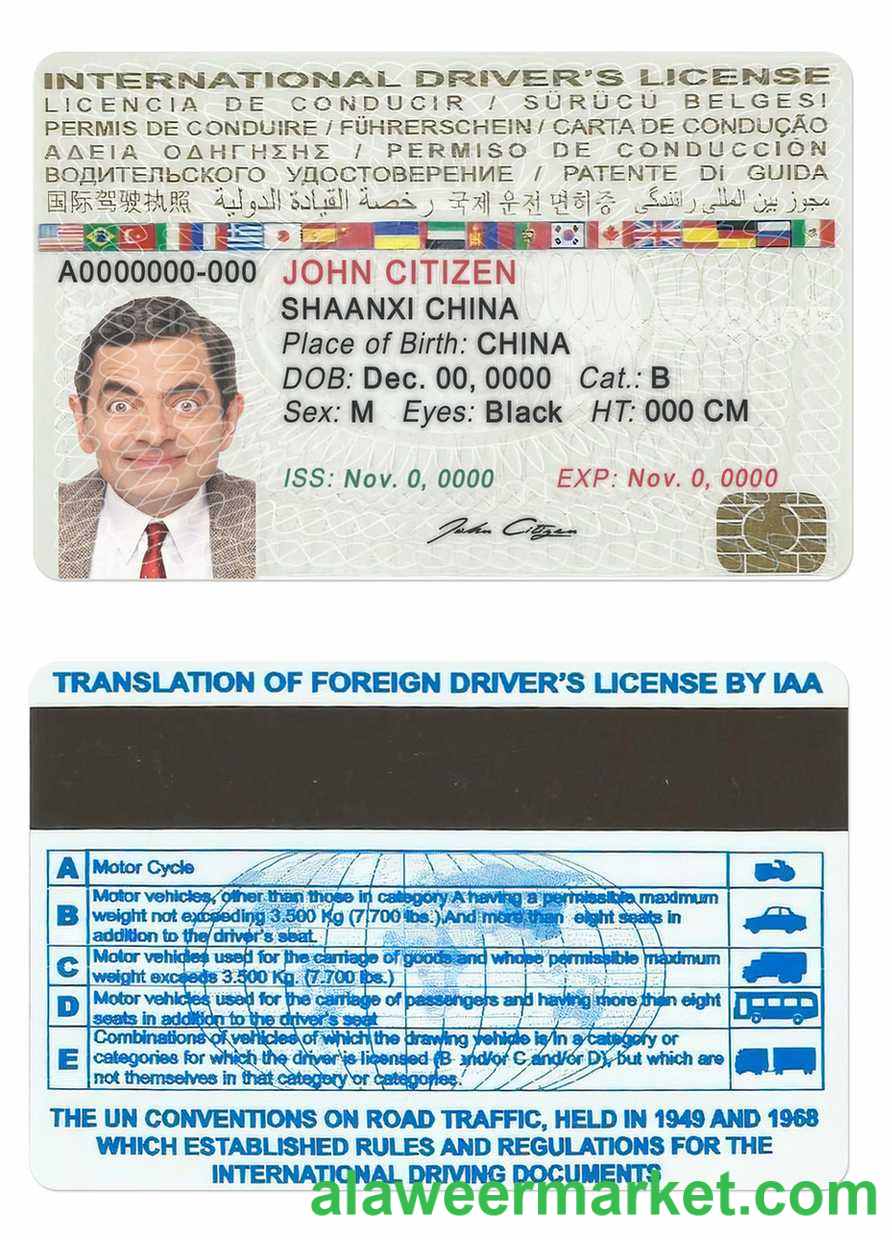 INTERNATIONAL DRIVER'S LICENSE
LICENCIA DE CONDUCIR / SÜRÜCÜ BELGESI
PERMIS DE CONDUIRE / FÜHRERSCHEIN / CARTA DE CONDUÇÃO
ΑΔΕΙΑ ΟΔΗΓΗΣΗΣ / PERMISO DE CONDUCCIÓN
ВОДИТЕЛЬСКОГО УДОСТОВЕРЕНИЕ / PATENTE DI GUIDA
国际驾驶执照 رخصة القيادة الدولية 국제 운전 면허증 مجوز بین المللی رانندگی
A0000000-000 JOHN CITIZEN
SHAANXI CHINA
Place of Birth: CHINA
DOB: Dec. 00, 0000 Cat.: B
Sex: M Eyes: Black HT: 000 CM
ISS: Nov. 0, 0000 EXP: Nov. 0, 0000
John Citizen
TRANSLATION OF FOREIGN DRIVER'S LICENSE BY IAA
A Motor Cycle
B Motor vehicles, other than those in category A having a permissible maximum
weight not exceeding 3.500 Kg (7,700 lbs.),And more than eight seats in
addition to the driver's seat.
C Motor vehicles used for the carriage of goods and whose permissible maximum
weight exceeds 3.500 Kg. (7.700 lbs.)
D Motor vehicles used for the carriage of passengers and having more than eight
seats in addition to the driver's seat
E Combinations of vehicles of which the drawing vehicle is in a category or
categories for which the driver is licensed (B and/or C and/or D), but which are
not themselves in that category or categories.
THE UN CONVENTIONS ON ROAD TRAFFIC, HELD IN 1949 AND 1968
WHICH ESTABLISHED RULES AND REGULATIONS FOR THE
INTERNATIONAL DRIVING DOCUMENTS
alaweermarket.com